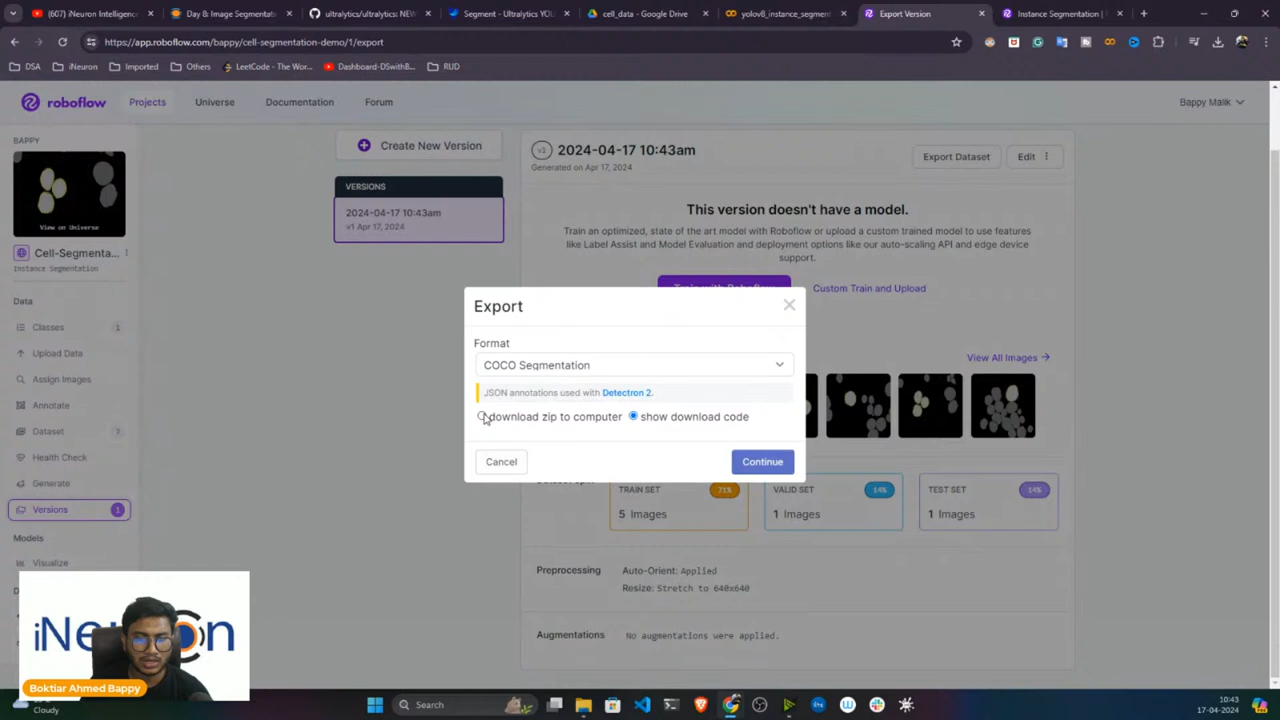 (607) iNeuron Intelligence
Day & Image Segmentati
ultralytics/ultralytics: NEW
Segment - Ultralytics YOL
cell_data - Google Drive
yolov8_instance_segment
Export Version
Instance Segmentation |
https://app.roboflow.com/bappy/cell-segmentation-demo/1/export
DSA
iNeuron
Imported
Others
LeetCode - The Wor...
Dashboard-DSwithB...
RUD
roboflow
Projects
Universe
Documentation
Forum
Bappy Malik
BAPPY
View on Universe
Cell-Segmenta...
Instance Segmentation
Data
Classes 1
Upload Data
Assign Images
Annotate
Dataset 7
Health Check
Generate
Versions 1
Models
Visualize
Create New Version
VERSIONS
2024-04-17 10:43am
v1 Apr 17, 2024
v1 2024-04-17 10:43am
Generated on Apr 17, 2024
Export Dataset
Edit
This version doesn't have a model.
Train an optimized, state of the art model with Roboflow or upload a custom trained model to use features
like Label Assist and Model Evaluation and deployment options like our auto-scaling API and edge device
support.
Custom Train and Upload
View All Images
Export
Format
COCO Segmentation
JSON annotations used with Detectron 2.
download zip to computer
show download code
Cancel
Continue
TRAIN SET 71%
5 Images
VALID SET 14%
1 Images
TEST SET 14%
1 Images
Preprocessing
Auto-Orient: Applied
Resize: Stretch to 640x640
Augmentations
No augmentations were applied.
Boktiar Ahmed Bappy
Search
10:43
17-04-2024